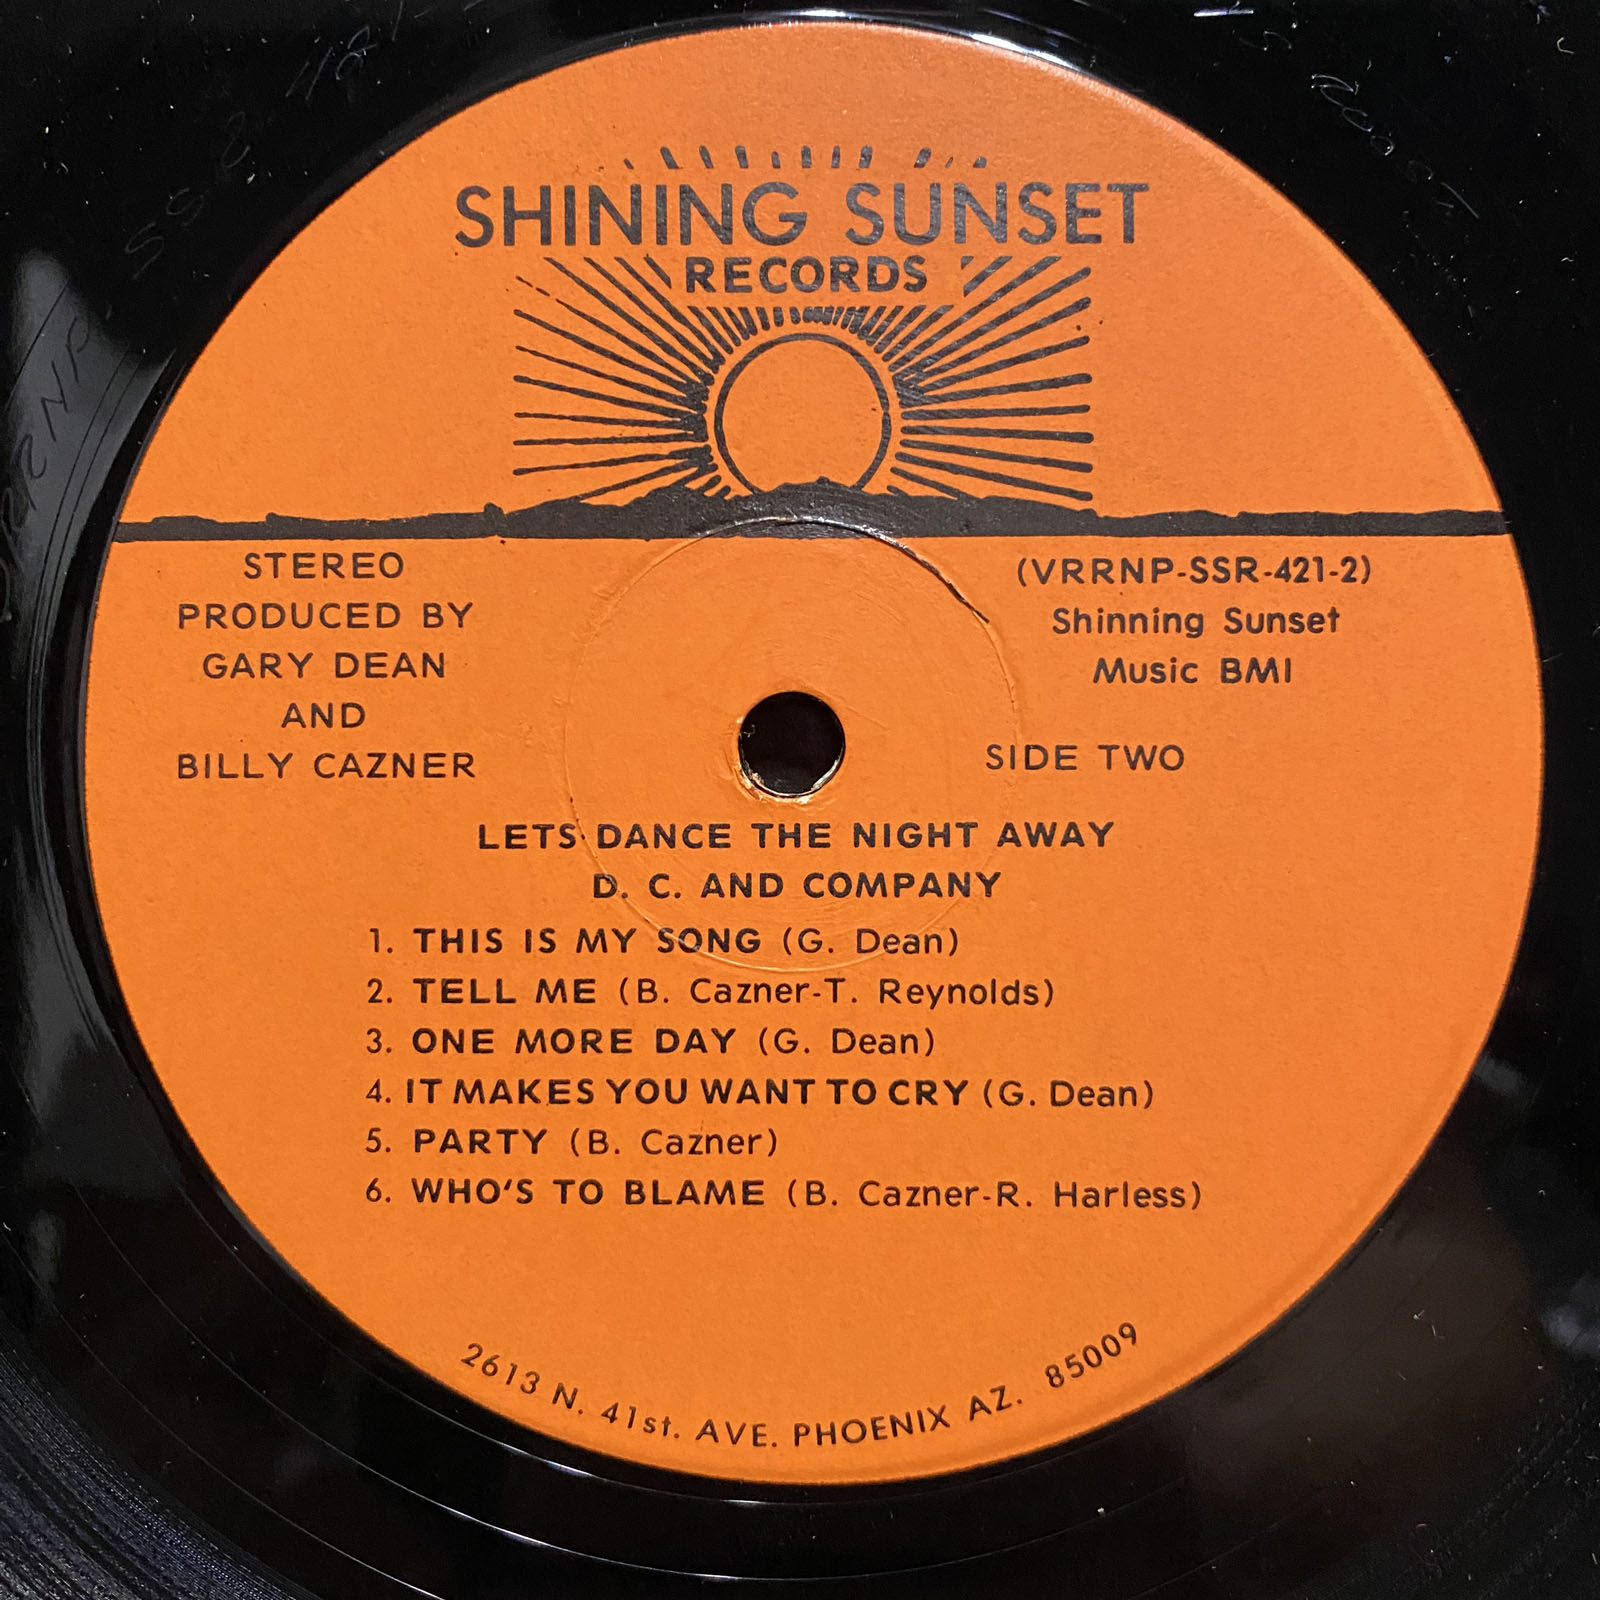 SHINING SUNSET
RECORDS
STEREO
PRODUCED BY
GARY DEAN
AND
BILLY CAZNER
(VRRNP-SSR-421-2)
Shinning Sunset
Music BMI
SIDE TWO
LETS DANCE THE NIGHT AWAY
D. C. AND COMPANY
1. THIS IS MY SONG (G. Dean)
2. TELL ME (B. Cazner-T. Reynolds)
3. ONE MORE DAY (G. Dean)
4. IT MAKES YOU WANT TO CRY (G. Dean)
5. PARTY (B. Cazner)
6. WHO'S TO BLAME (B. Cazner-R. Harless)
2613 N. 41st. AVE. PHOENIX AZ. 85009